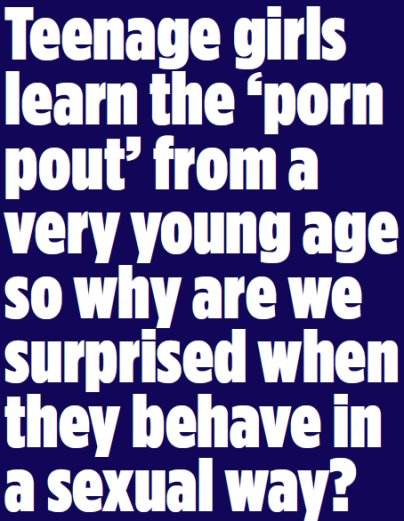 Teenage girls
learn the ‘porn
pout’ from a
very young age
so why are we
surprised when
they behave in
a sexual way?